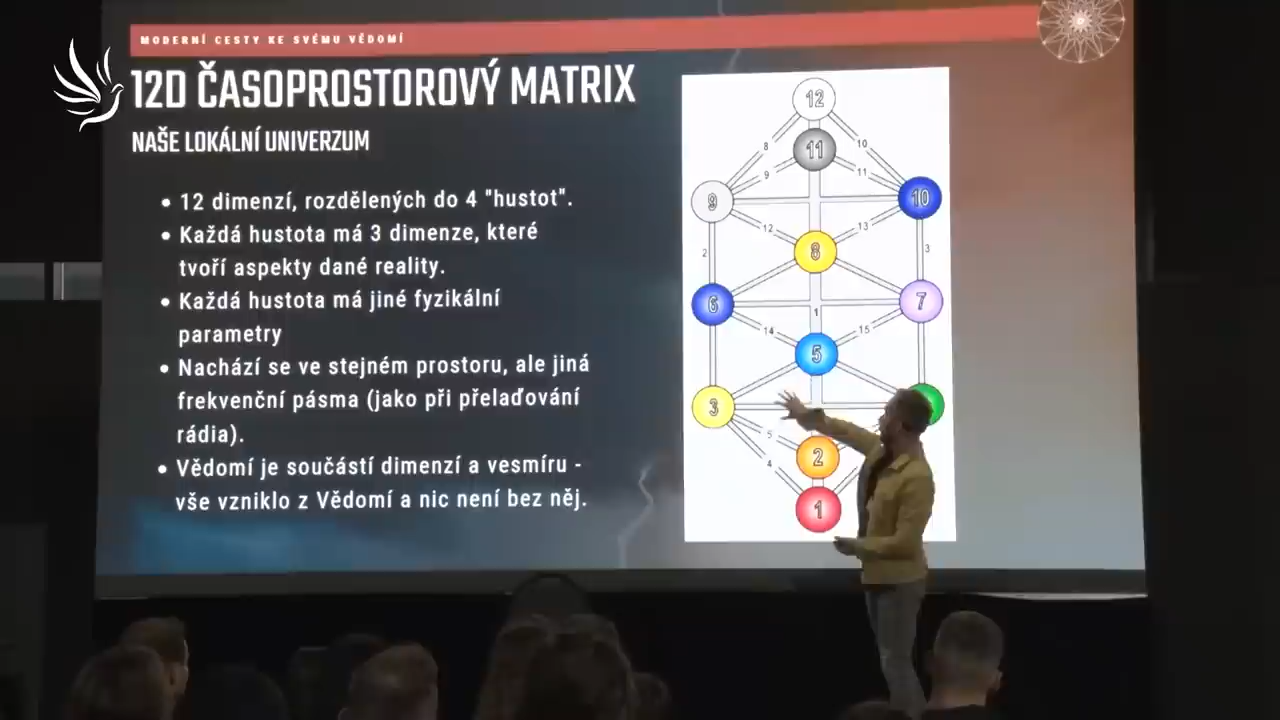 MODERNÍ CESTY KE SVÉMU VĚDOMÍ
12D ČASOPROSTOROVÝ MATRIX
NAŠE LOKÁLNÍ UNIVERZUM
• 12 dimenzí, rozdělených do 4 "hustot".
• Každá hustota má 3 dimenze, které
tvoří aspekty dané reality.
• Každá hustota má jiné fyzikální
parametry
• Nachází se ve stejném prostoru, ale jiná
frekvenční pásma (jako při přelaďování
rádia).
• Vědomí je součástí dimenzí a vesmíru -
vše vzniklo z Vědomí a nic není bez něj.
12
8 10
11
9 11
9 10
12 13
2 3
8
6 7
1
14 15
5
3
5
2
4
1